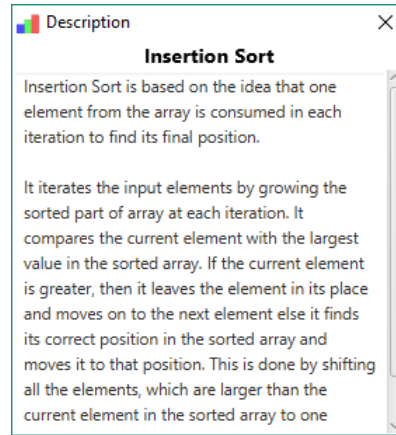 Description
Insertion Sort
Insertion Sort is based on the idea that one
element from the array is consumed in each
iteration to find its final position.
It iterates the input elements by growing the
sorted part of array at each iteration. It
compares the current element with the largest
value in the sorted array. If the current element
is greater, then it leaves the element in its place
and moves on to the next element else it finds
its correct position in the sorted array and
moves it to that position. This is done by shifting
all the elements, which are larger than the
current element in the sorted array to one